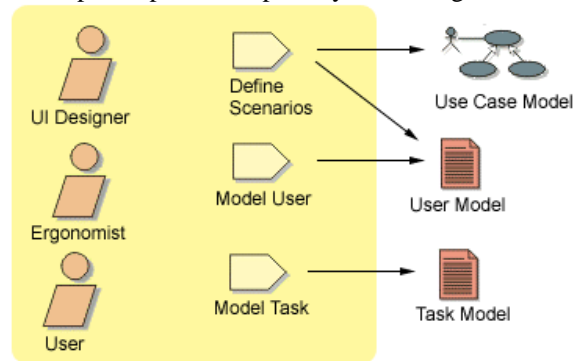 Define
Scenarios
UI Designer
Use Case Model
Model User
User Model
Ergonomist
Model Task
Task Model
User